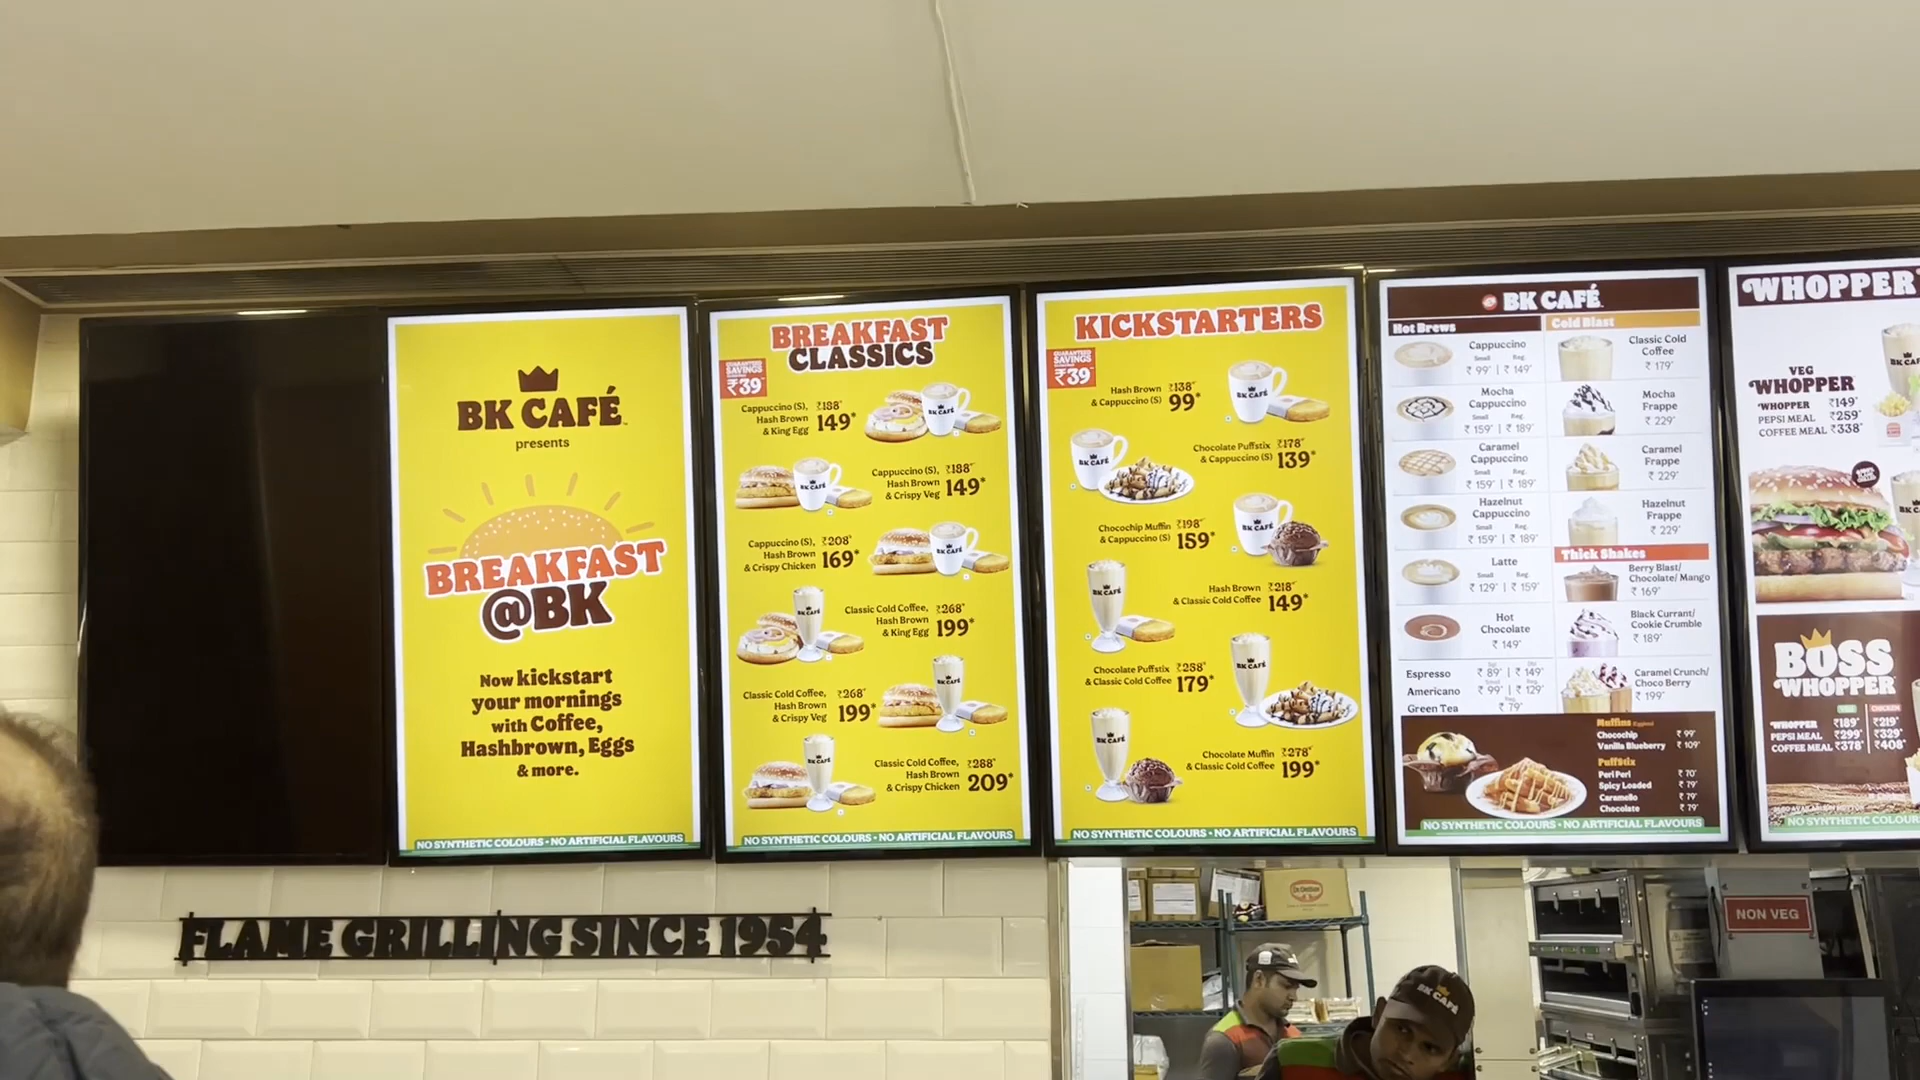 BK CAFÉ
presents
BREAKFAST
@BK
Now kickstart
your mornings
with Coffee,
Hashbrown, Eggs
& more.
NO SYNTHETIC COLOURS • NO ARTIFICIAL FLAVOURS
BREAKFAST
CLASSICS
GUARANTEED
SAVINGS
₹39
Cappuccino (S), ₹188*
Hash Brown
& King Egg 149*
Cappuccino (S), ₹188*
Hash Brown
& Crispy Veg 149*
Cappuccino (S), ₹208*
Hash Brown
& Crispy Chicken 169*
Classic Cold Coffee, ₹268*
Hash Brown
& King Egg 199*
Classic Cold Coffee, ₹268*
Hash Brown
& Crispy Veg 199*
Classic Cold Coffee,
Hash Brown ₹288*
& Crispy Chicken 209*
NO SYNTHETIC COLOURS • NO ARTIFICIAL FLAVOURS
KICKSTARTERS
GUARANTEED
SAVINGS
₹39
Hash Brown ₹138*
& Cappuccino (S) 99*
Chocolate Puffstix ₹178*
& Cappuccino (S) 139*
Chocochip Muffin ₹198*
& Cappuccino (S) 159*
Hash Brown ₹218*
& Classic Cold Coffee 149*
Chocolate Puffstix ₹258*
& Classic Cold Coffee 179*
Chocolate Muffin ₹278*
& Classic Cold Coffee 199*
NO SYNTHETIC COLOURS • NO ARTIFICIAL FLAVOURS
BK CAFÉ
Hot Brews
Cappuccino
Small Reg.
₹ 99* | ₹ 149*
Mocha
Cappuccino
Small Reg.
₹ 159* | ₹ 189*
Caramel
Cappuccino
Small Reg.
₹ 159* | ₹ 189*
Hazelnut
Cappuccino
Small Reg.
₹ 159* | ₹ 189*
Latte
Small Reg.
₹ 129* | ₹ 159*
Hot
Chocolate
₹ 149*
Espresso ₹ 89* | ₹ 149*
Americano ₹ 99* | ₹ 129*
Green Tea ₹ 79*
Cold Blast
Classic Cold
Coffee
₹ 179*
Mocha
Frappe
₹ 229*
Caramel
Frappe
₹ 229*
Hazelnut
Frappe
₹ 229*
Thick Shakes
Berry Blast/
Chocolate/ Mango
₹ 169*
Black Currant/
Cookie Crumble
₹ 189*
Caramel Crunch/
Choco Berry
₹ 199*
Muffins
Chocochip ₹ 99*
Vanilla Blueberry ₹ 109*
PuffStix
Peri Peri ₹ 70*
Spicy Loaded ₹ 79*
Caramello ₹ 79*
Chocolate ₹ 79*
NO SYNTHETIC COLOURS • NO ARTIFICIAL FLAVOURS
WHOPPER
VEG
WHOPPER
WHOPPER ₹149*
PEPSI MEAL ₹259*
COFFEE MEAL ₹338*
BOSS
WHOPPER
VEG CHICKEN
WHOPPER ₹189* ₹219*
PEPSI MEAL ₹299* ₹329*
COFFEE MEAL ₹378* ₹408*
NO SYNTHETIC COLOURS
FLAME GRILLING SINCE 1954
NON VEG
BK CAFÉ